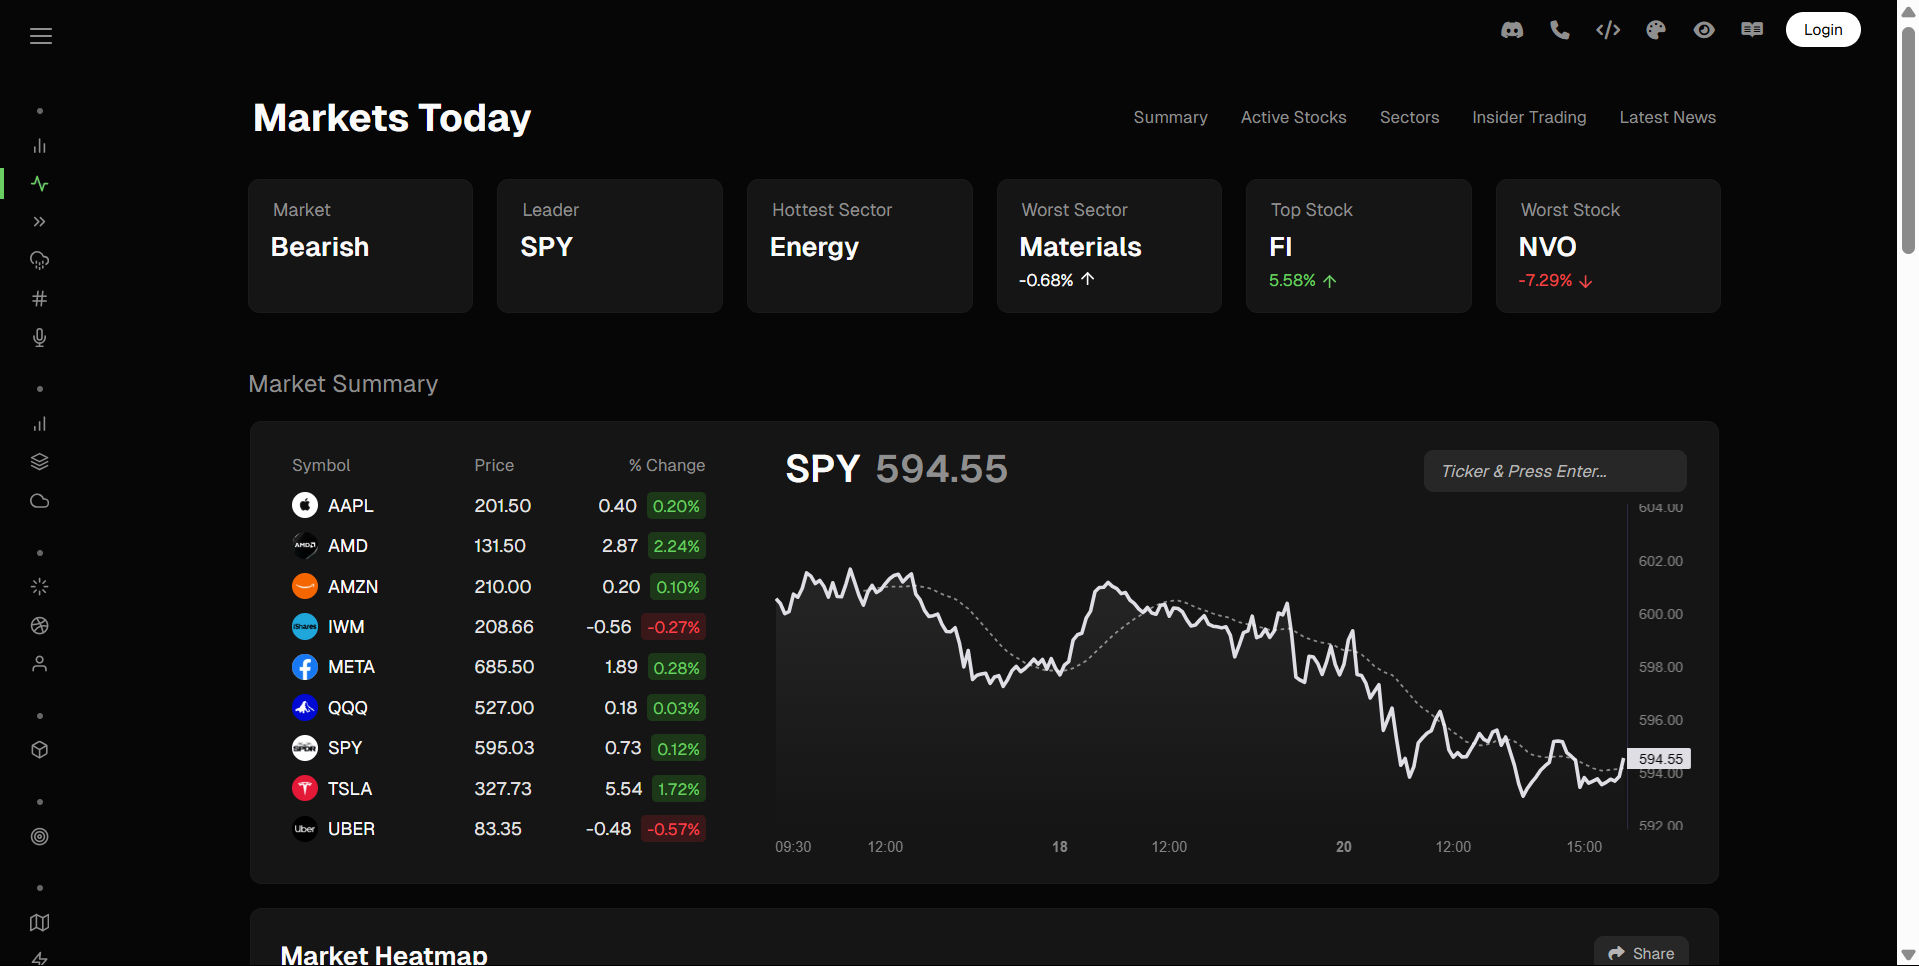 Login
Markets Today
Summary Active Stocks Sectors Insider Trading Latest News
Market Leader Hottest Sector Worst Sector Top Stock Worst Stock
Bearish SPY Energy Materials FI NVO
-0.68% ↑ 5.58% ↑ -7.29% ↓
Market Summary
SPY 594.55
Ticker & Press Enter...
Symbol Price % Change
AAPL 201.50 0.40 0.20%
AMD AMD 131.50 2.87 2.24%
AMZN 210.00 0.20 0.10%
iShares IWM 208.66 -0.56 -0.27%
META 685.50 1.89 0.28%
QQQ 527.00 0.18 0.03%
SPDR SPY 595.03 0.73 0.12%
TSLA 327.73 5.54 1.72%
Uber UBER 83.35 -0.48 -0.57%
604.00
602.00
600.00
598.00
596.00
594.55
594.00
592.00
09:30 12:00 18 12:00 20 12:00 15:00
Market Heatmap
Share